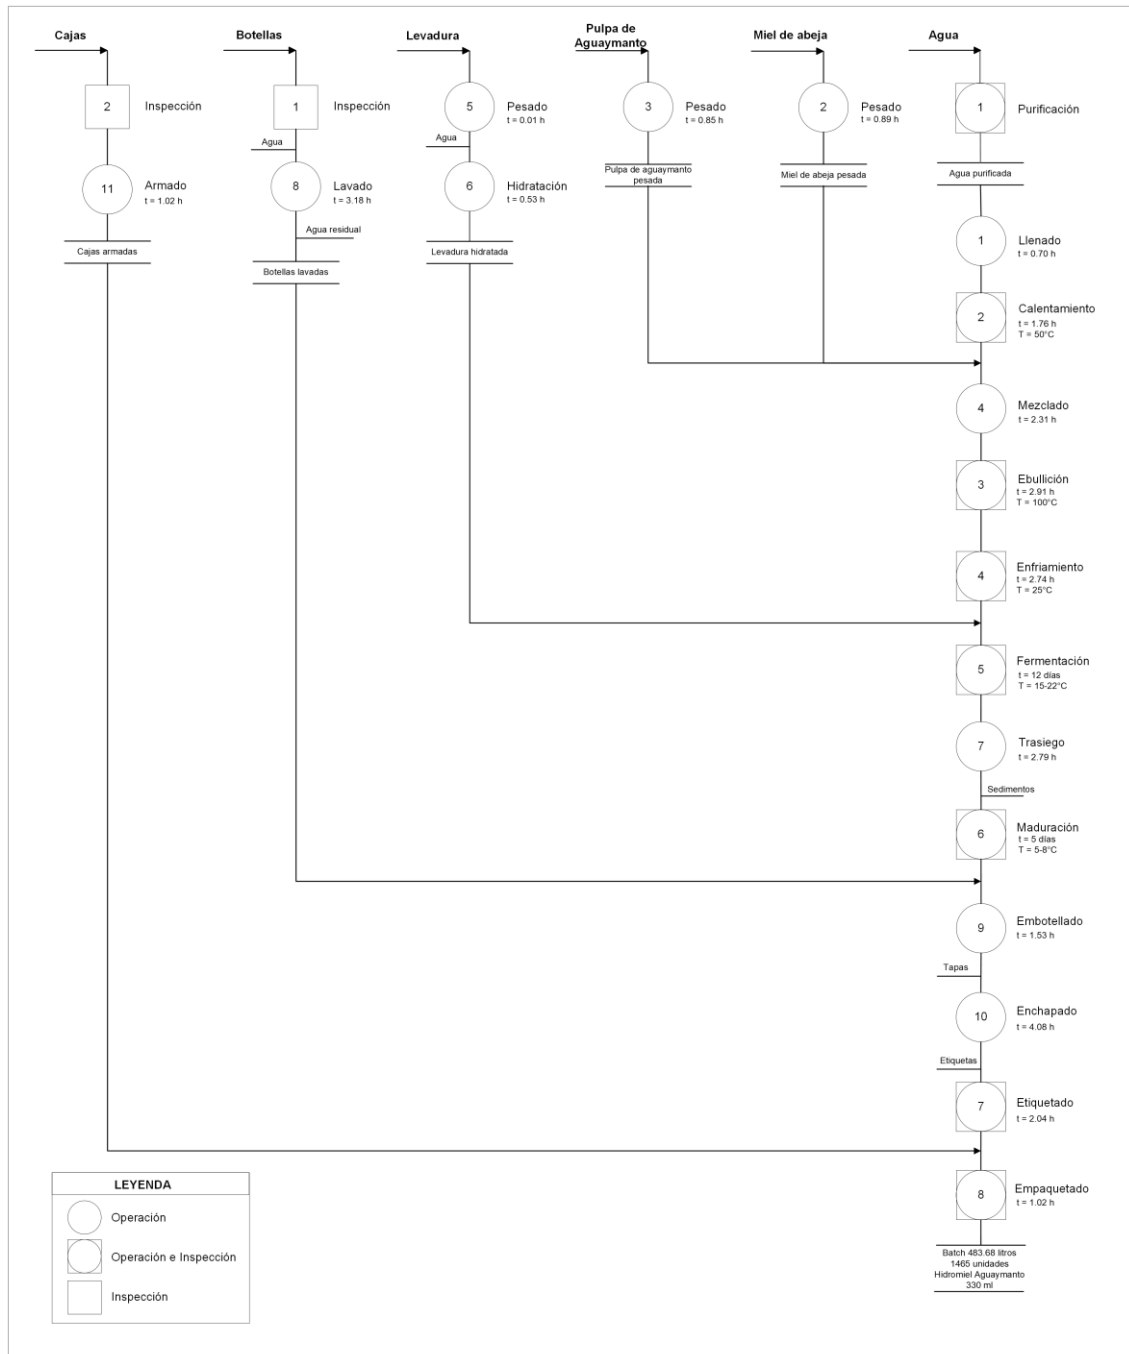 Cajas
2
Inspección
11
Armado
t = 1.02 h
Cajas armadas
Botellas
1
Inspección
Agua
8
Lavado
t = 3.18 h
Agua residual
Botellas lavadas
Levadura
5
Pesado
t = 0.01 h
Agua
6
Hidratación
t = 0.53 h
Levadura hidratada
Pulpa de
Aguaymanto
3
Pesado
t = 0.85 h
Pulpa de aguaymanto
pesada
Miel de abeja
2
Pesado
t = 0.89 h
Miel de abeja pesada
Agua
1
Purificación
Agua purificada
1
Llenado
t = 0.70 h
2
Calentamiento
t = 1.76 h
T = 50°C
4
Mezclado
t = 2.31 h
3
Ebullición
t = 2.91 h
T = 100°C
4
Enfriamiento
t = 2.74 h
T = 25°C
5
Fermentación
t = 12 días
T = 15-22°C
7
Trasiego
t = 2.79 h
Sedimentos
6
Maduración
t = 5 días
T = 5-8°C
9
Embotellado
t = 1.53 h
Tapas
10
Enchapado
t = 4.08 h
Etiquetas
7
Etiquetado
t = 2.04 h
8
Empaquetado
t = 1.02 h
Batch 483.68 litros
1465 unidades
Hidromiel Aguaymanto
330 ml
LEYENDA
Operación
Operación e Inspección
Inspección